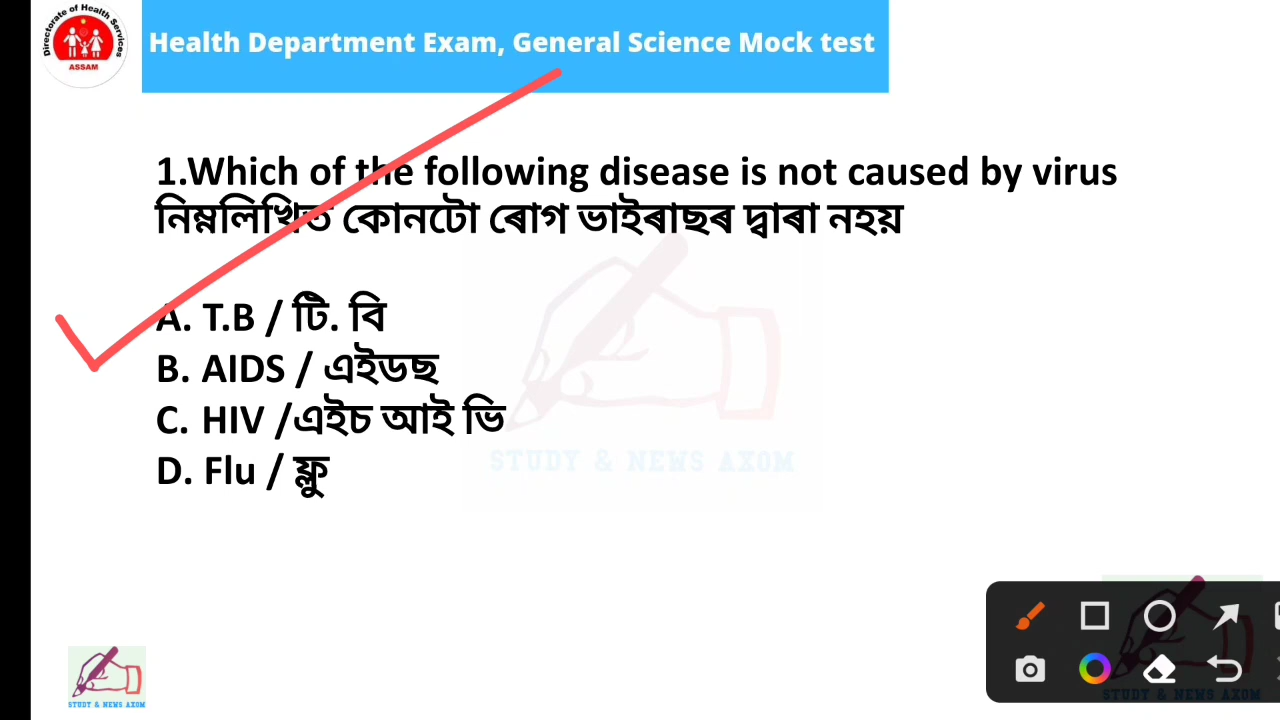 Directorate of Health Services
ASSAM
Health Department Exam, General Science Mock test
1.Which of the following disease is not caused by virus
নিম্নলিখিত কোনটো ৰোগ ভাইৰাছৰ দ্বাৰা নহয়
A. T.B / টি. বি
B. AIDS / এইডছ
C. HIV /এইচ আই ভি
D. Flu / ফ্লু
STUDY & NEWS AXOM
STUDY & NEWS AXOM
STUDY & NEWS AXOM